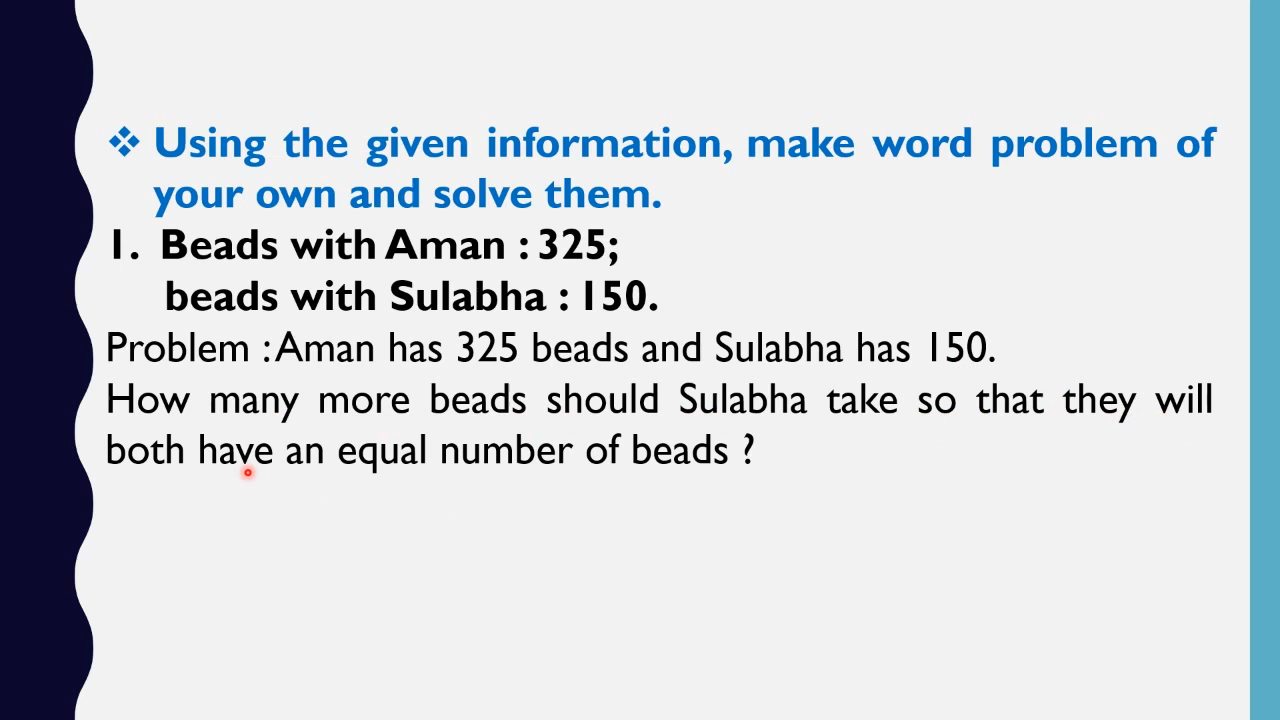 ❖ Using the given information, make word problem of
your own and solve them.
1. Beads with Aman : 325;
beads with Sulabha : 150.
Problem : Aman has 325 beads and Sulabha has 150.
How many more beads should Sulabha take so that they will
both have an equal number of beads ?